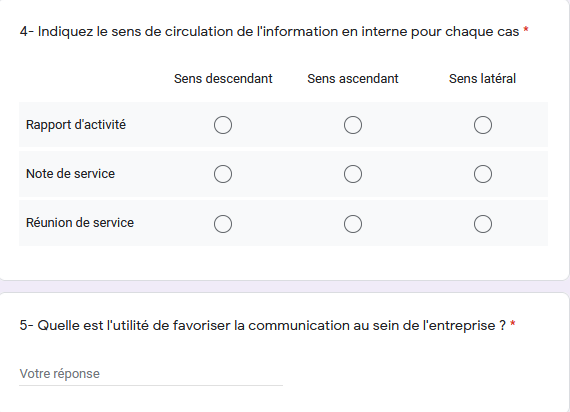 4- Indiquez le sens de circulation de l'information en interne pour chaque cas *
Sens descendant Sens ascendant Sens latéral
Rapport d'activité
Note de service
Réunion de service
5- Quelle est l'utilité de favoriser la communication au sein de l'entreprise ? *
Votre réponse